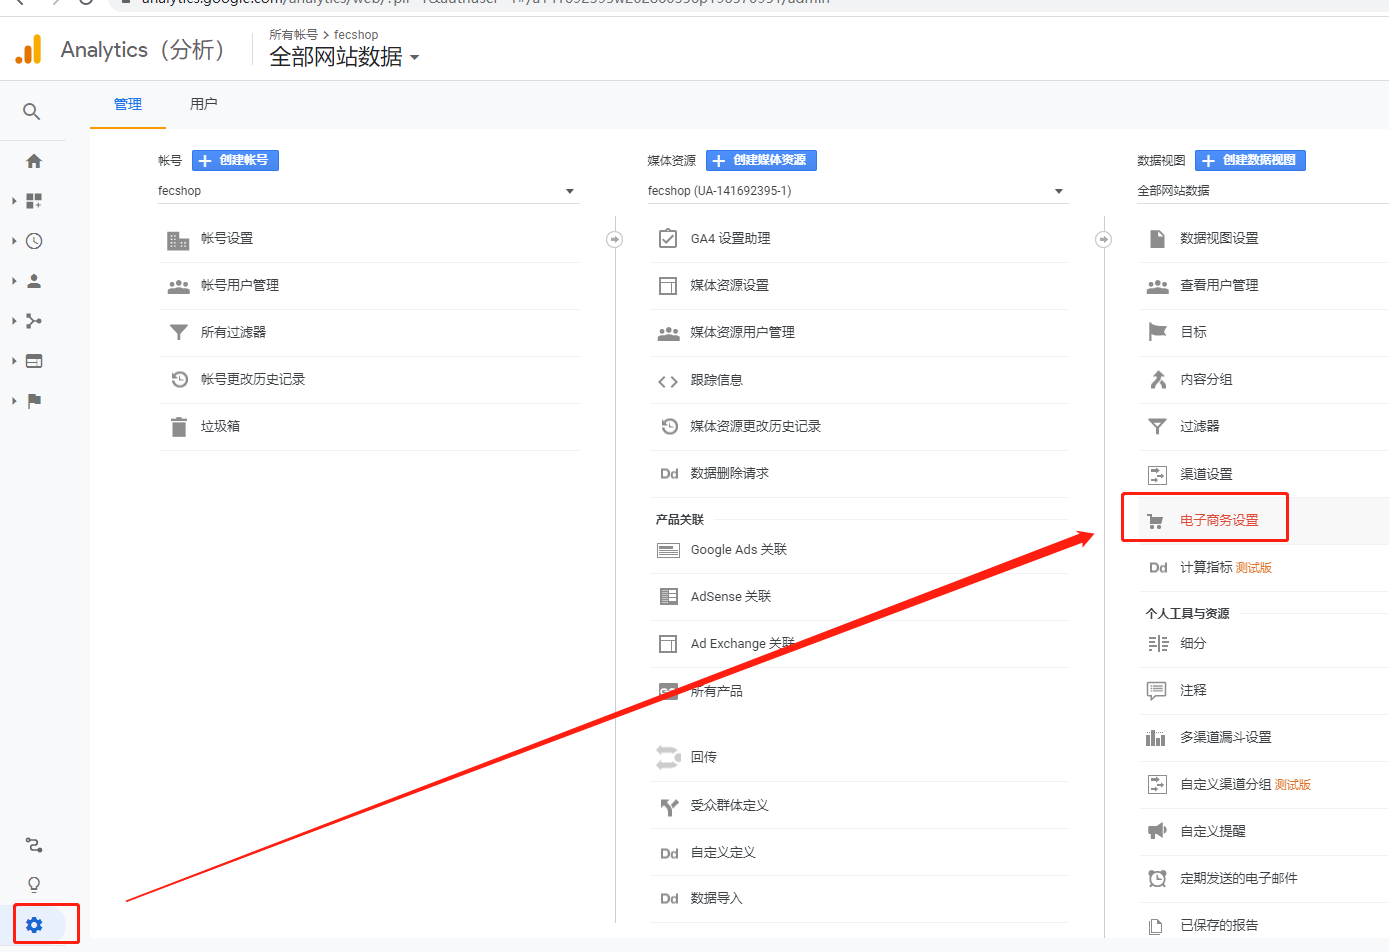 Analytics（分析）
所有帐号 > fecshop
全部网站数据
管理
用户
帐号
创建帐号
fecshop
帐号设置
帐号用户管理
所有过滤器
帐号更改历史记录
垃圾箱
媒体资源
创建媒体资源
fecshop (UA-141692395-1)
GA4 设置助理
媒体资源设置
媒体资源用户管理
跟踪信息
媒体资源更改历史记录
Dd 数据删除请求
产品关联
Google Ads 关联
AdSense 关联
Ad Exchange 关联
所有产品
回传
受众群体定义
Dd 自定义定义
Dd 数据导入
数据视图
创建数据视图
全部网站数据
数据视图设置
查看用户管理
目标
内容分组
过滤器
渠道设置
电子商务设置
Dd 计算指标 测试版
个人工具与资源
细分
注释
多渠道漏斗设置
自定义渠道分组 测试版
自定义提醒
定期发送的电子邮件
已保存的报告